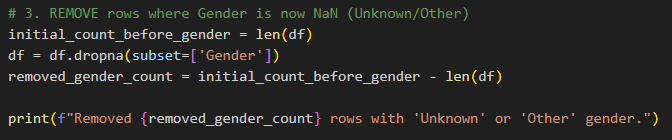 # 3. REMOVE rows where Gender is now NaN (Unknown/Other)
initial_count_before_gender = len(df)
df = df.dropna(subset=['Gender'])
removed_gender_count = initial_count_before_gender - len(df)
print(f"Removed {removed_gender_count} rows with 'Unknown' or 'Other' gender.")